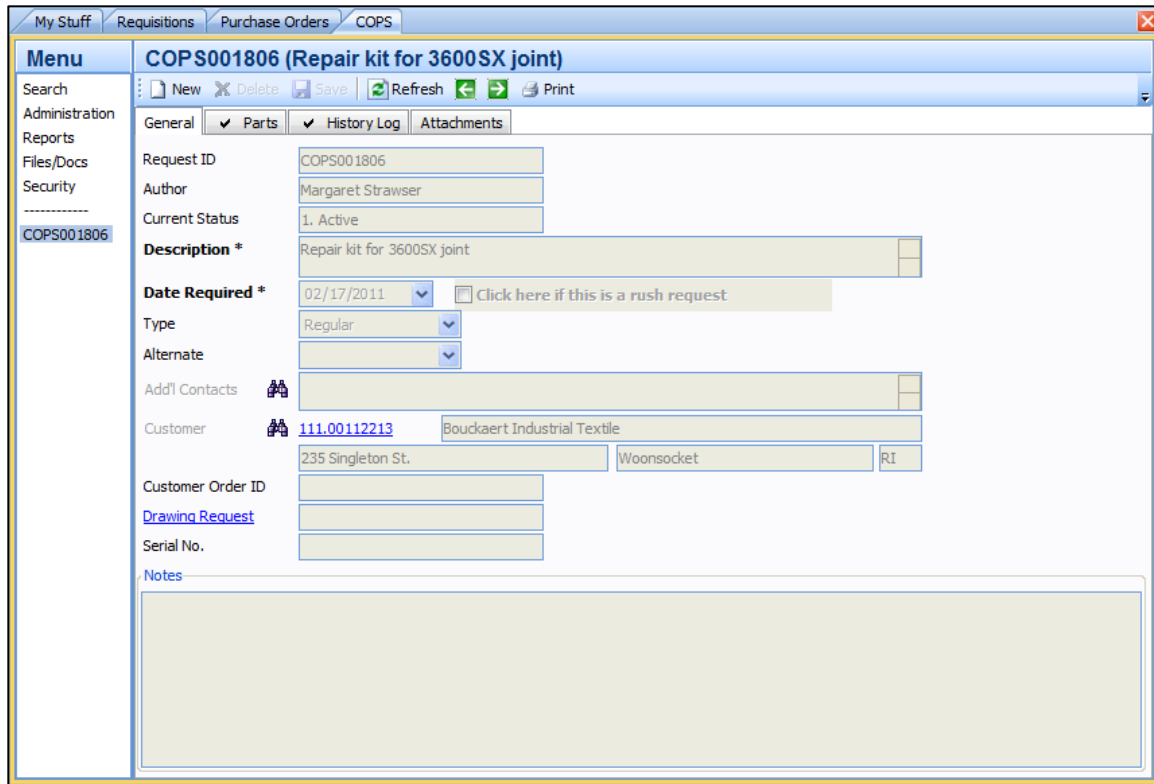 My Stuff Requisitions Purchase Orders COPS
Menu
COPS001806 (Repair kit for 3600SX joint)
Search
Administration
Reports
Files/Docs
Security
------------
COPS001806
New Delete Save Refresh Print
General Parts History Log Attachments
Request ID COPS001806
Author Margaret Strawser
Current Status 1. Active
Description * Repair kit for 3600SX joint
Date Required * 02/17/2011 Click here if this is a rush request
Type Regular
Alternate
Add'l Contacts
Customer 111.00112213 Bouckaert Industrial Textile
235 Singleton St. Woonsocket RI
Customer Order ID
Drawing Request
Serial No.
Notes